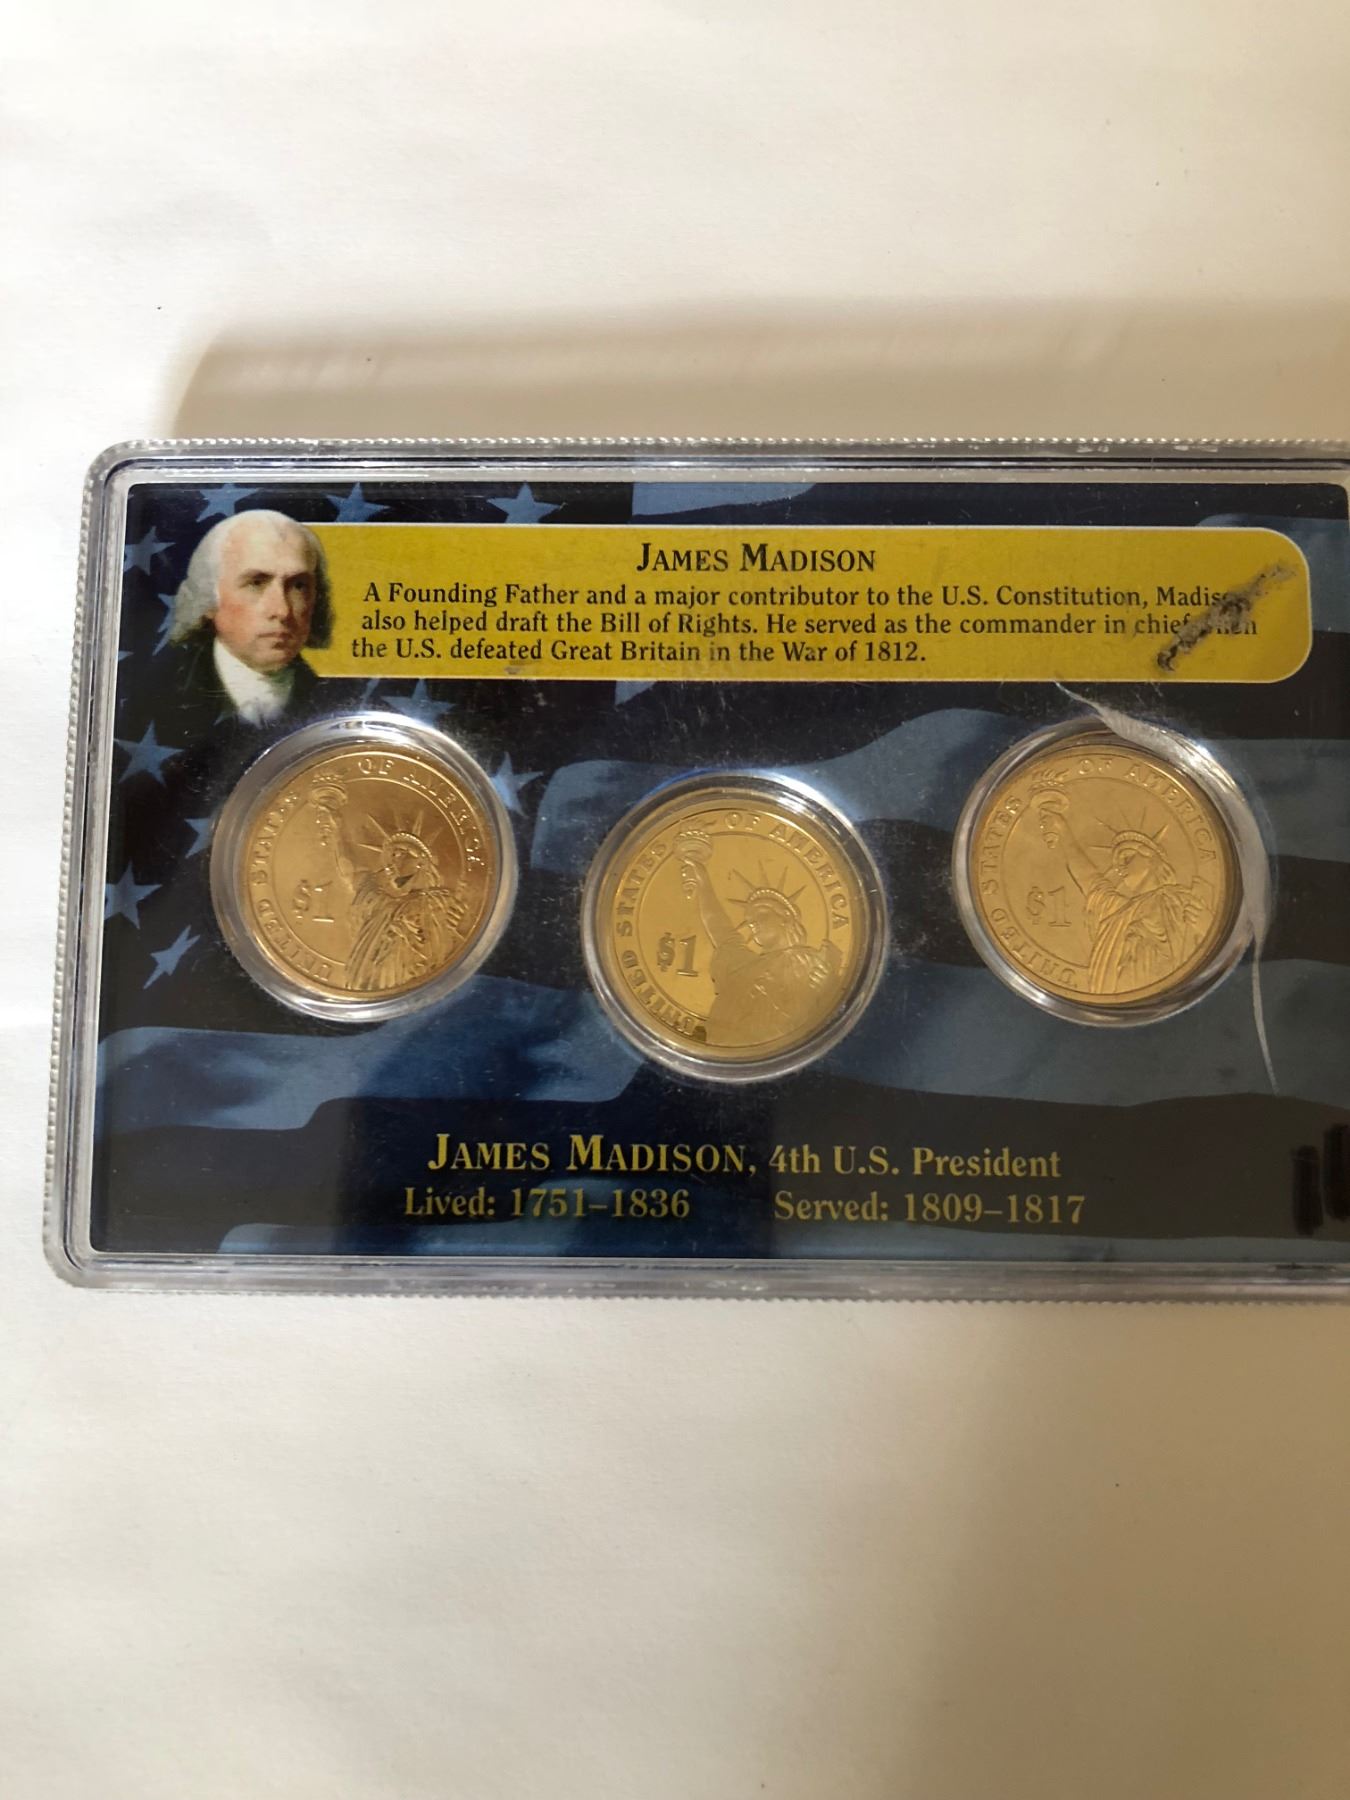 JAMES MADISON
A Founding Father and a major contributor to the U.S. Constitution, Madison
also helped draft the Bill of Rights. He served as the commander in chief when
the U.S. defeated Great Britain in the War of 1812.
UNITED STATES OF AMERICA
$1
UNITED STATES OF AMERICA
$1
UNITED STATES OF AMERICA
$1
JAMES MADISON, 4th U.S. President
Lived: 1751–1836 Served: 1809–1817